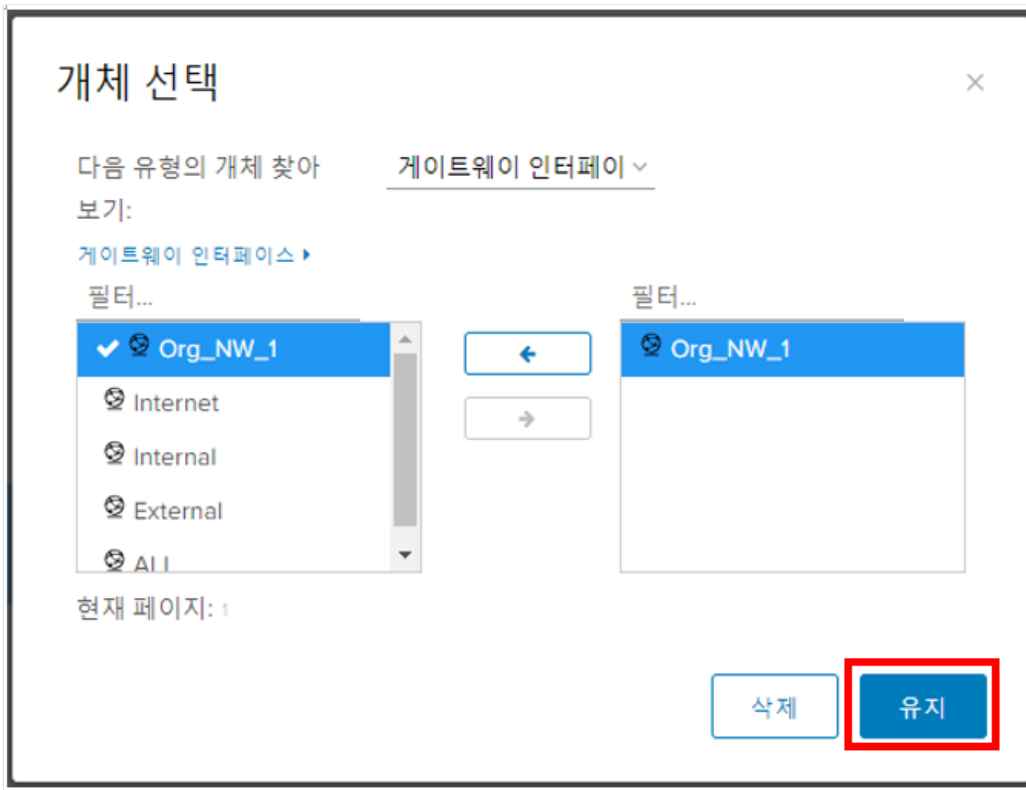 개체 선택
다음 유형의 개체 찾아
보기:
게이트웨이 인터페이
게이트웨이 인터페이스
필터...
필터...
Org_NW_1
Internet
Internal
External
ALL
Org_NW_1
현재 페이지: 1
삭제
유지